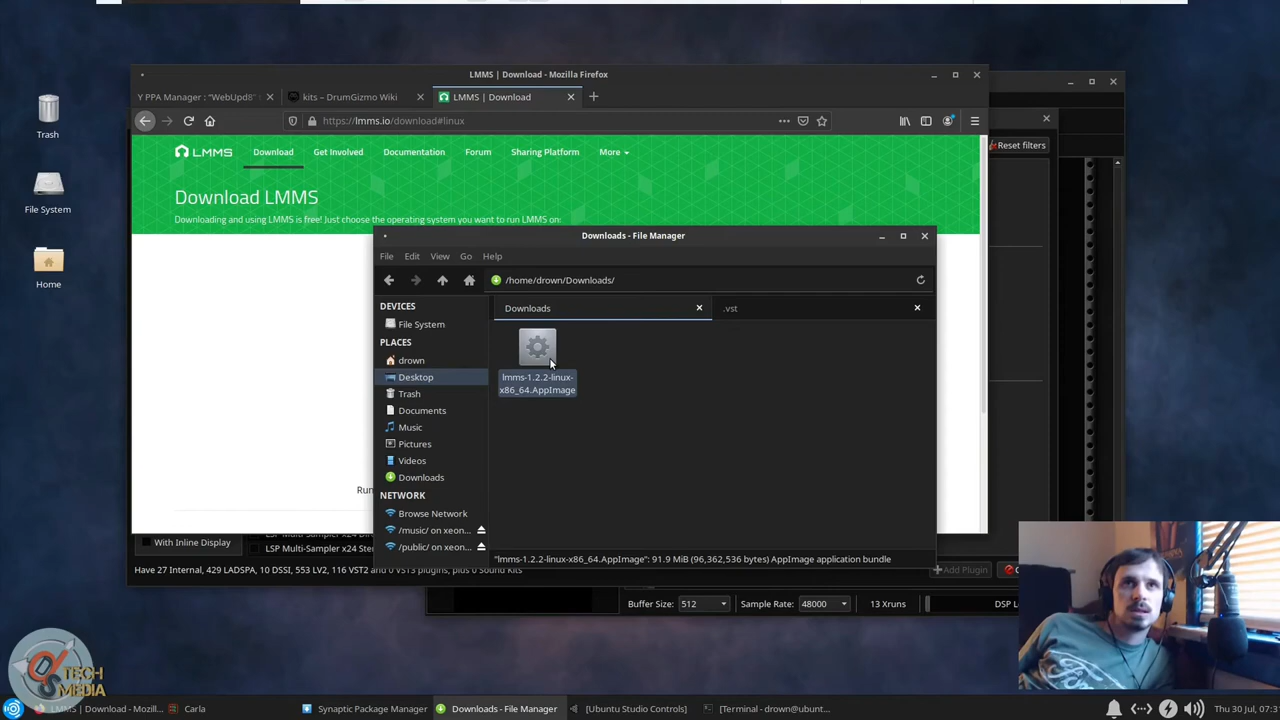 LMMS | Download - Mozilla Firefox
Y PPA Manager : "WebUpd8"
kits – DrumGizmo Wiki
LMMS | Download
https://lmms.io/download#linux
LMMS
Download
Get Involved
Documentation
Forum
Sharing Platform
More
Reset filters
Download LMMS
Downloading and using LMMS is free! Just choose the operating system you want to run LMMS on:
Trash
File System
Home
Downloads - File Manager
File
Edit
View
Go
Help
/home/drown/Downloads/
DEVICES
File System
PLACES
drown
Desktop
Trash
Documents
Music
Pictures
Videos
Downloads
NETWORK
Browse Network
/music/ on xeon...
/public/ on xeon...
Downloads
.vst
lmms-1.2.2-linux-
x86_64.AppImage
"lmms-1.2.2-linux-x86_64.AppImage": 91.9 MiB (96,362,536 bytes) AppImage application bundle
With Inline Display
LSP Multi-Sampler x24 Ste
Have 27 Internal, 429 LADSPA, 10 DSSI, 553 LV2, 116 VST2 and 0 VST3 plugins, plus 0 Sound Kits
Add Plugin
Buffer Size:
512
Sample Rate:
48000
13 Xruns
DSP L
TECH
MEDIA
LMMS | Download - Mozill...
Carla
Synaptic Package Manager
Downloads - File Manager
[Ubuntu Studio Controls]
[Terminal - drown@ubunt...
Thu 30 Jul, 07:3